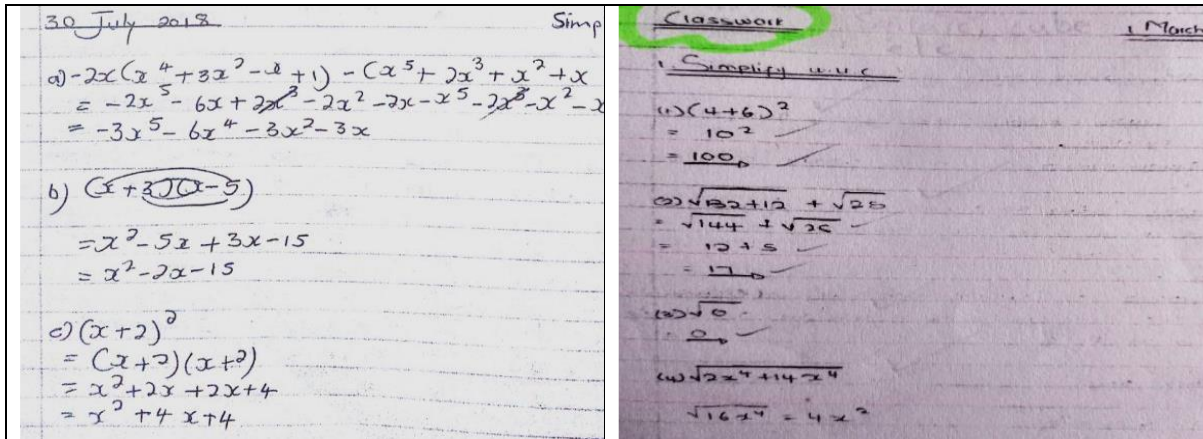 30 July 2018 Simp
a) -2x(x⁴ + 3x² - x + 1) - (x⁵ + 2x³ + x² + x
= -2x⁵ - 6x + 2x³ - 2x² - 2x - x⁵ - 2x³ - x² - x
= -3x⁵ - 6x⁴ - 3x² - 3x
b) (x + 3)(x - 5)
= x² - 5x + 3x - 15
= x² - 2x - 15
c) (x + 2)²
= (x + 2)(x + 2)
= x² + 2x + 2x + 4
= x² + 4x + 4
Classwork 1 March
1. Simplify
(1) (4 + 6)²
= 10²
= 100
(2) √132 + 12 + √25
= √144 + √25
= 12 + 5
= 17
(3) √0
= 0
(4) √2x⁴ + 14x⁴
√16x⁴ = 4x²